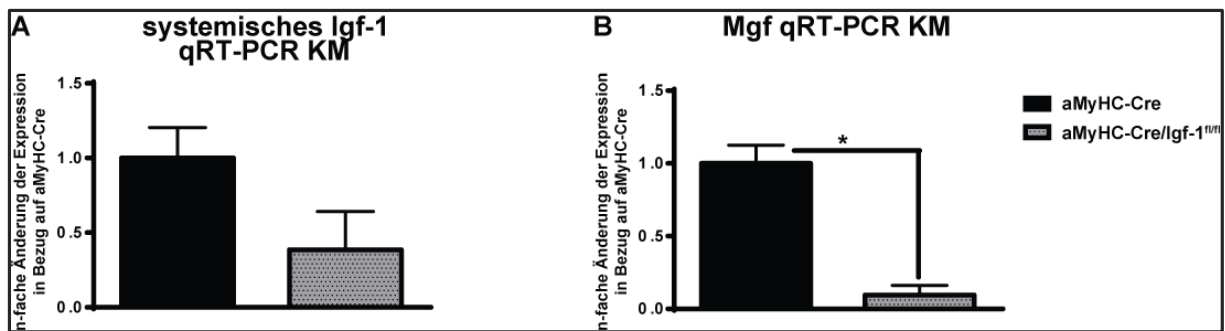 A
systemisches Igf-1
qRT-PCR KM
n-fache Änderung der Expression
in Bezug auf aMyHC-Cre
1.5
1.0
0.5
0.0
B
Mgf qRT-PCR KM
n-fache Änderung der Expression
in Bezug auf aMyHC-Cre
1.5
1.0
0.5
0.0
*
aMyHC-Cre
aMyHC-Cre/Igf-1fl/fl